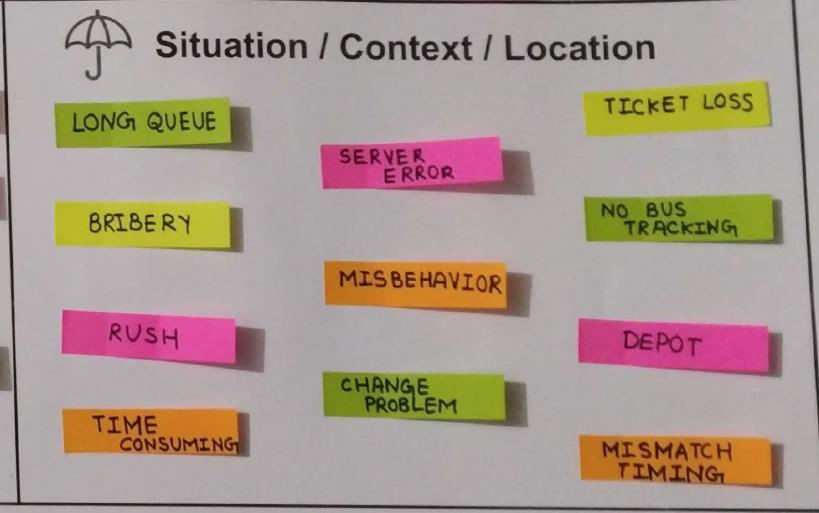 Situation / Context / Location
LONG QUEUE
BRIBERY
RUSH
TIME
CONSUMING
SERVER
ERROR
MISBEHAVIOR
CHANGE
PROBLEM
TICKET LOSS
NO BUS
TRACKING
DEPOT
MISMATCH
TIMING